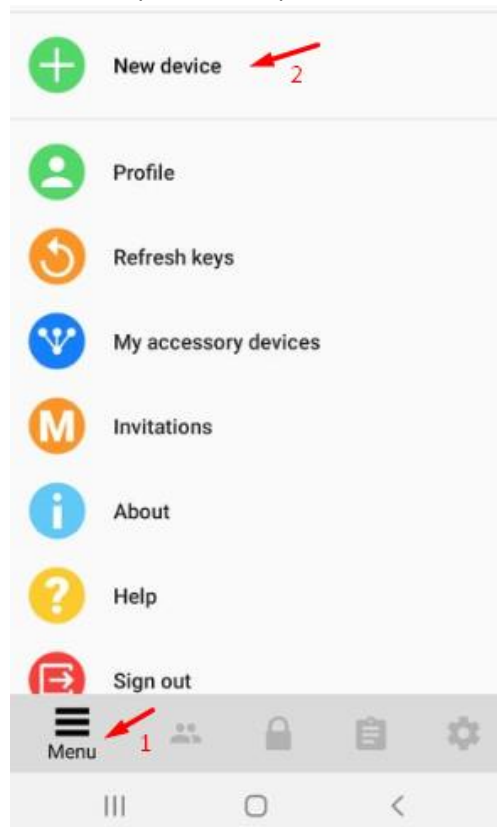 New device
2
Profile
Refresh keys
My accessory devices
M
Invitations
i
About
?
Help
Sign out
Menu
1